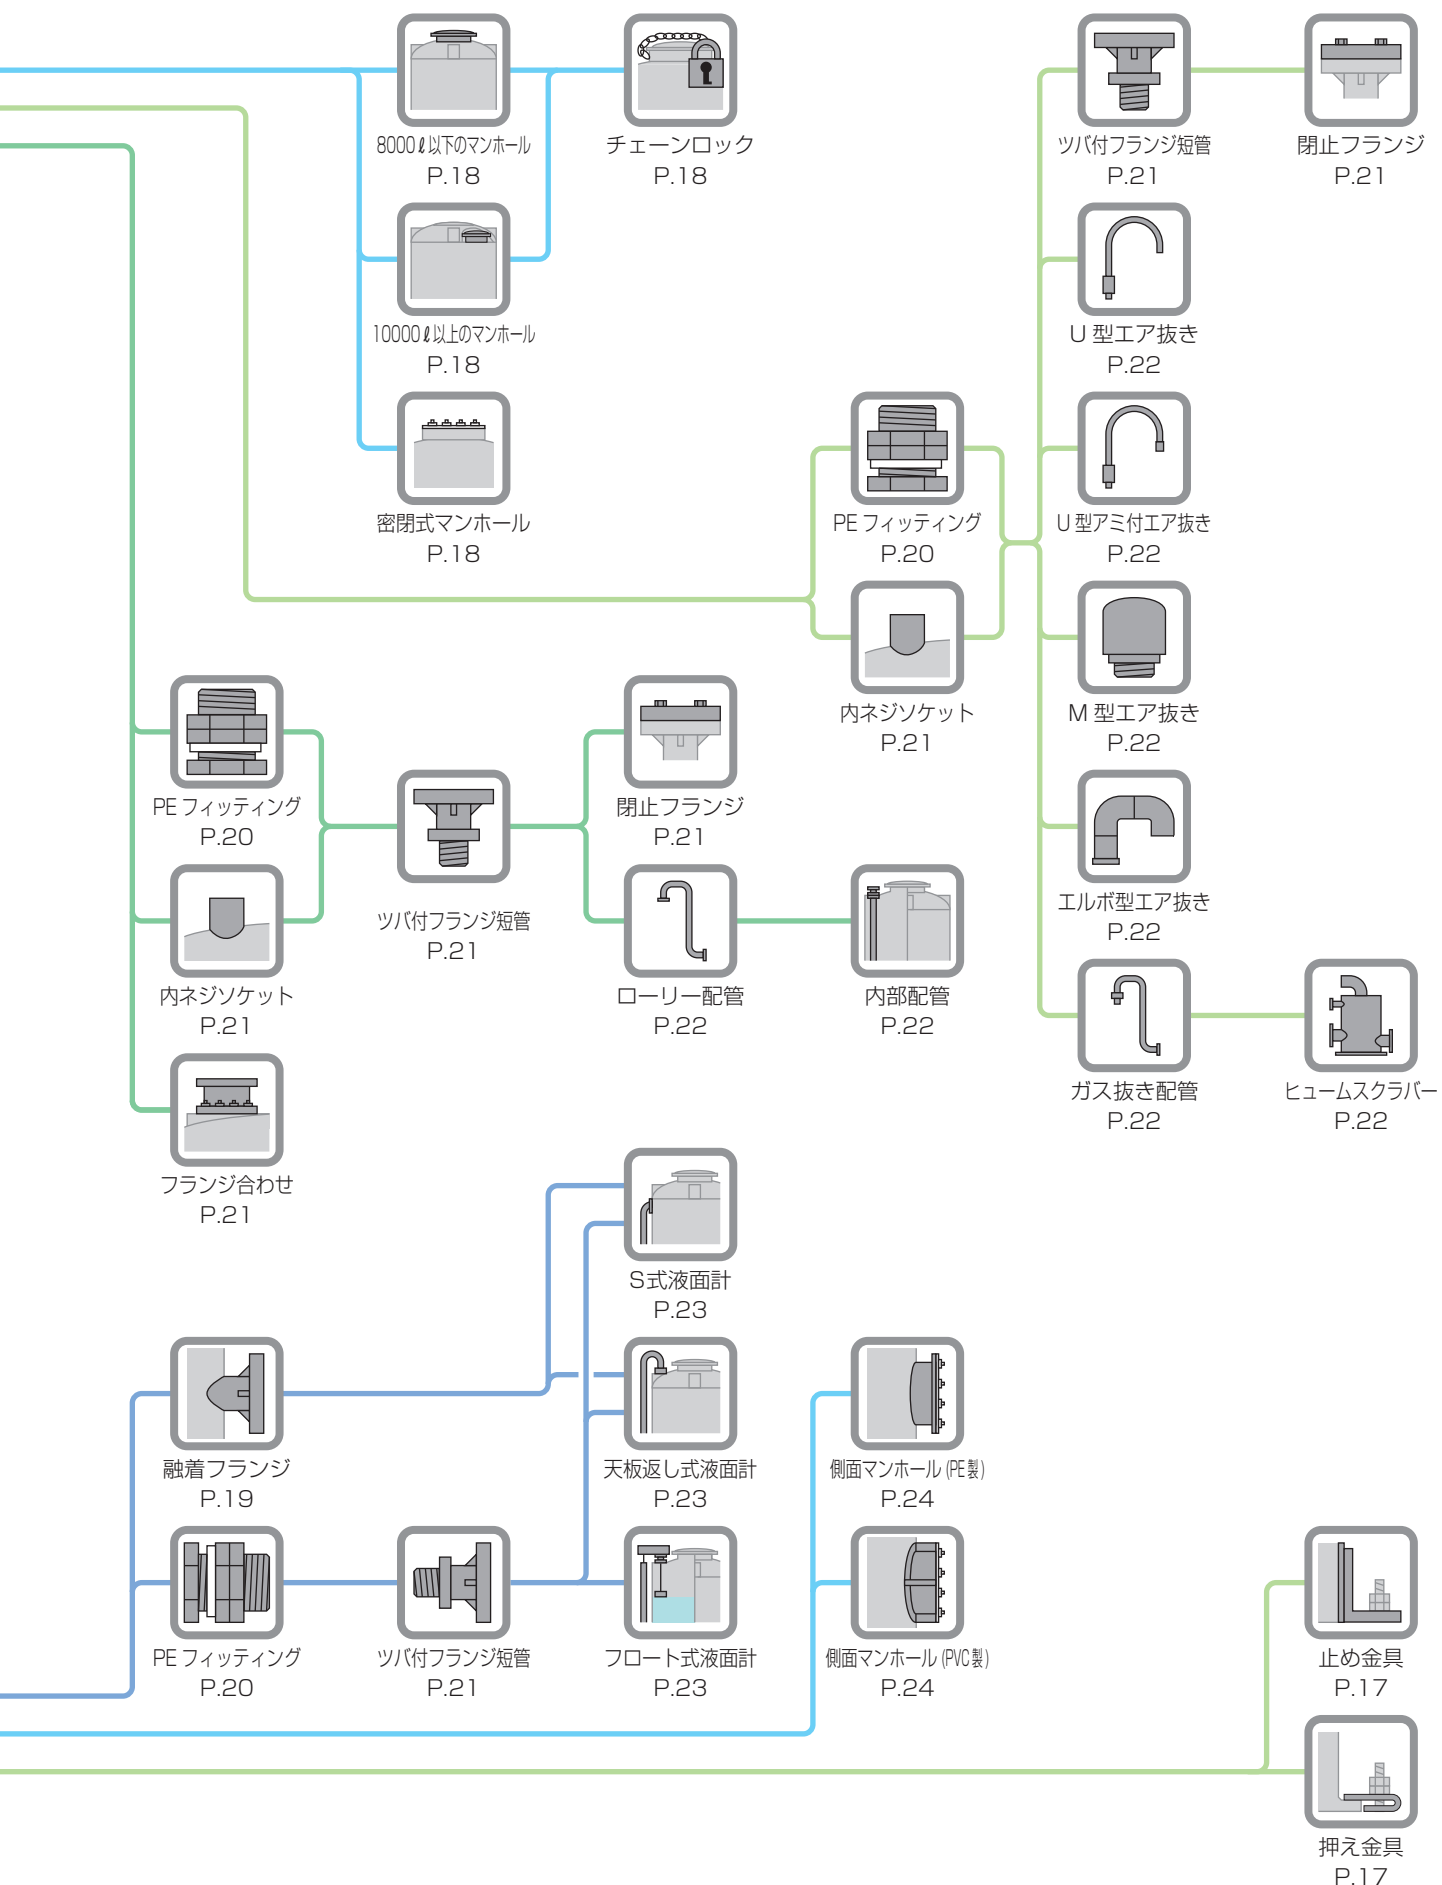 8000ℓ以下のマンホール
P.18
チェーンロック
P.18
ツバ付フランジ短管
P.21
閉止フランジ
P.21
10000ℓ以上のマンホール
P.18
U 型エア抜き
P.22
密閉式マンホール
P.18
PE フィッティング
P.20
U 型アミ付エア抜き
P.22
内ネジソケット
P.21
M 型エア抜き
P.22
PE フィッティング
P.20
ツバ付フランジ短管
P.21
閉止フランジ
P.21
エルボ型エア抜き
P.22
内ネジソケット
P.21
ローリー配管
P.22
内部配管
P.22
ガス抜き配管
P.22
ヒュームスクラバー
P.22
フランジ合わせ
P.21
S式液面計
P.23
融着フランジ
P.19
天板返し式液面計
P.23
側面マンホール (PE製)
P.24
PE フィッティング
P.20
ツバ付フランジ短管
P.21
フロート式液面計
P.23
側面マンホール (PVC製)
P.24
止め金具
P.17
押え金具
P.17